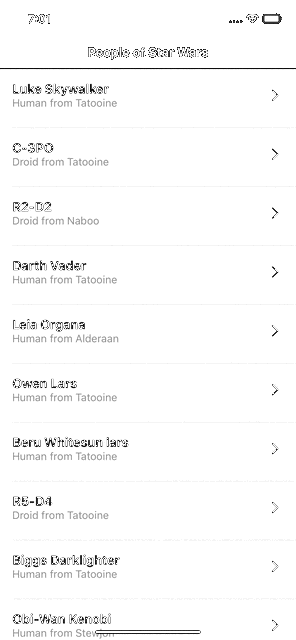 7:01
People of Star Wars
Luke Skywalker
Human from Tatooine
C-3PO
Droid from Tatooine
R2-D2
Droid from Naboo
Darth Vader
Human from Tatooine
Leia Organa
Human from Alderaan
Owen Lars
Human from Tatooine
Beru Whitesun lars
Human from Tatooine
R5-D4
Droid from Tatooine
Biggs Darklighter
Human from Tatooine
Obi-Wan Kenobi
Human from Stewjon